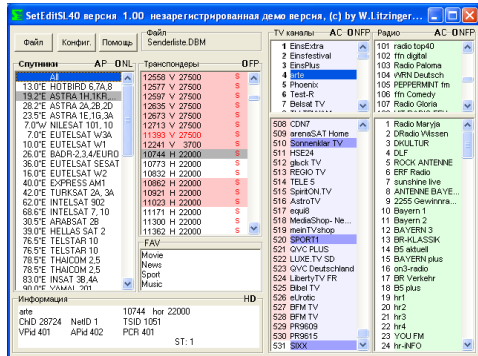 SetEditSL40 версия 1.00 незарегистрированная демо версия, (c) by W.Litzinger...
Файл
Конфиг.
Помощь
Файл
Senderliste.DBM
Спутники AP ONL
All
13.0°E HOTBIRD 6,7A,8
19.2°E ASTRA 1H,1KR,..
28.2°E ASTRA 2A,2B,2D
23.5°E ASTRA 1E,1G,3A
7.0°W NILESAT 101, 10
7.0°E EUTELSAT W3A
10.0°E EUTELSAT W1
26.0°E BADR-2,3,4/EURO
36.0°E EUTELSAT SESAT
16.0°E EUTELSAT W2
40.0°E EXPRESS AM1
42.0°E TURKSAT 2A, 3A
62.0°E INTELSAT 902
68.6°E INTELSAT 7, 10
30.5°E ARABSAT 2B
39.0°E HELLAS SAT 2
76.5°E TELSTAR 10
76.5°E TELSTAR 10
78.5°E THAICOM 2,5
78.5°E THAICOM 2,5
83.0°E INSAT 3B,4A
90.0°E YAMAL 201
Транспондеры 0FP
12558 V 27500 S
12577 V 27500 S
12597 V 27500 S
12625 V 27500 S
12673 V 27500 S
12713 V 27500 S
11393 V 27500 S
12241 V 3700 S
10744 H 22000 S
10773 H 22000 S
10832 H 22000 S
10862 H 22000 S
10921 H 22000 S
11023 H 22000 S
11171 H 22000 S
11300 H 22000 S
11362 H 22000 S
FAV
Movie
News
Sport
Music
Информация HD
arte 10744 hor 22000
ChID 28724 NetID 1 TSID 1051
VPid 401 APid 402 PCR 401
ST: 1
TV каналы AC ONFP
1 EinsExtra
2 Einsfestival
3 EinsPlus
4 arte
5 Phoenix
6 Test-R
7 Belsat TV
508 CDN7
509 arenaSAT Home
510 Sonnenklar TV
511 HSE24
512 gluck TV
513 REGIO TV
514 TELE 5
515 SpiritON.TV
516 AstroTV
517 equi8
518 MediaShop- Ne...
519 meinTVshop
520 SPORT1
521 QVC PLUS
522 LUXE.TV SD
523 QVC Deutschland
524 LibertyTV FR
525 Bibel TV
526 eUrotic
527 BFM TV
528 BFM TV
529 PR9609
530 PR9615
531 SIXX
Радио AC ONFP
101 radio top40
102 ffn digital
103 Radio Paloma
104 WRN Deutsch
105 PEPPERMINT fm
106 ffn Comedy
107 Radio Gloria
1 Radio Maryja
2 DRadio Wissen
3 DKULTUR
4 DLF
5 ROCK ANTENNE
6 ERF Radio
7 sunshine live
8 ANTENNE BAYE...
9 2255 Gewinnra...
10 Bayern 1
11 Bayern 2
12 BAYERN 3
13 BR-KLASSIK
14 B5 aktuell
15 BAYERN plus
16 on3-radio
17 BR Verkehr
18 B5 plus
19 hr1
20 hr2
21 hr3
22 hr4
23 YOU FM
24 hr-iNFO